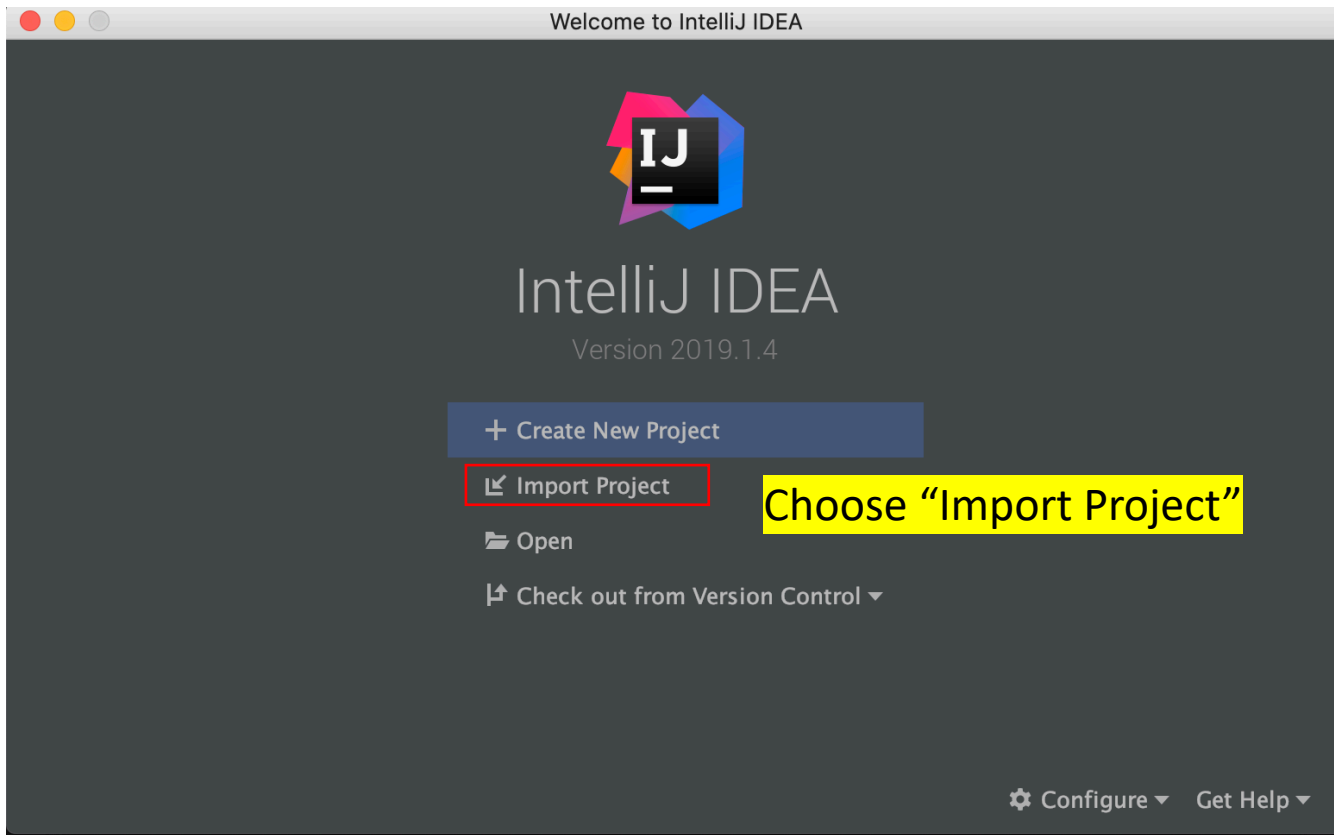 Welcome to IntelliJ IDEA
IJ
IntelliJ IDEA
Version 2019.1.4
Create New Project
Import Project
Choose “Import Project”
Open
Check out from Version Control
Configure Get Help